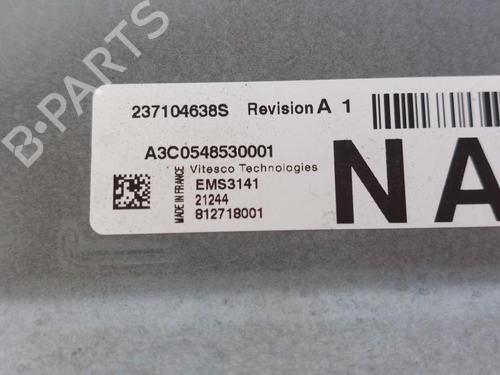 B-PARTS
237104638S Revision A 1
A3C0548530001
Vitesco Technologies
MADE IN FRANCE
EMS3141
21244
812718001
NA